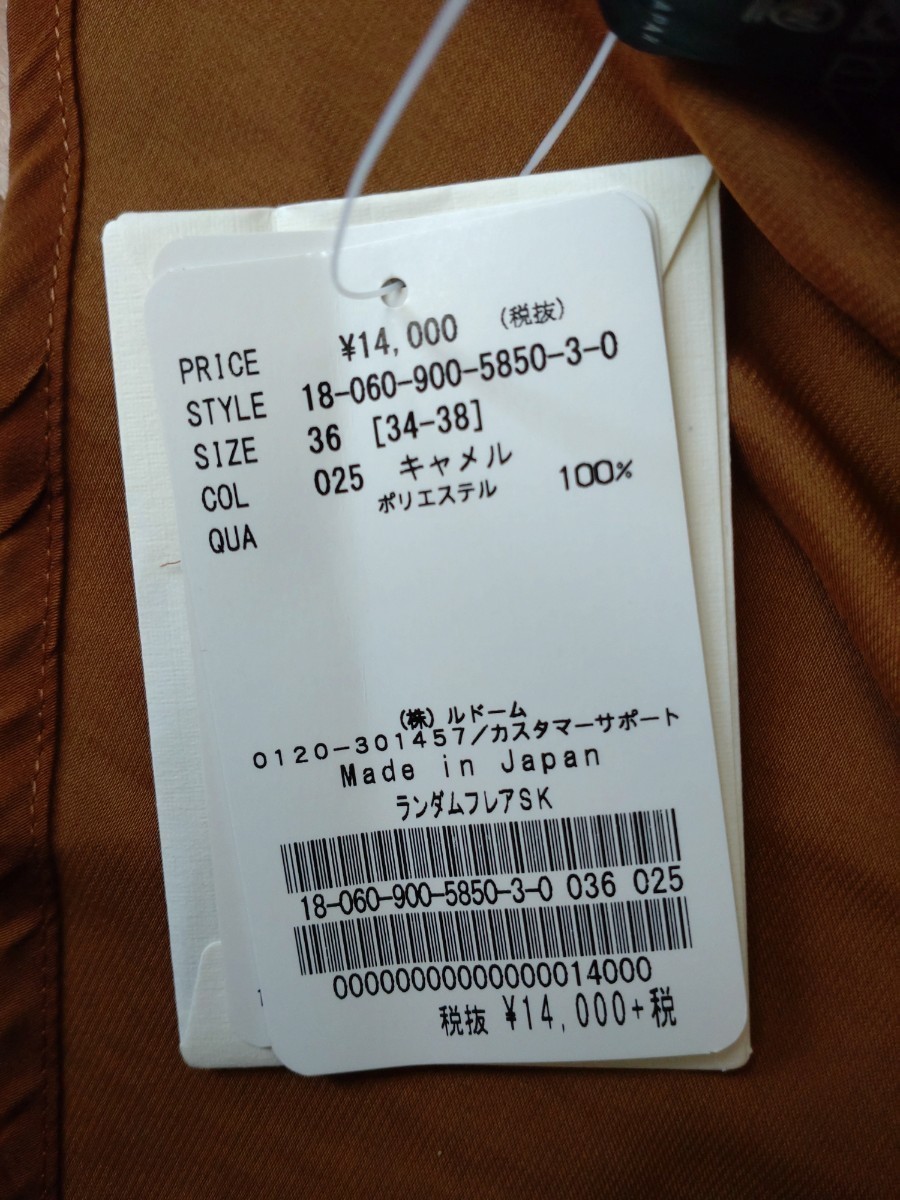 PRICE ¥14,000 (税抜)
STYLE 18-060-900-5850-3-0
SIZE 36 [34-38]
COL 025 キャメル
QUA ポリエステル 100%
(株)ルドーム
0120-301457/カスタマーサポート
Made in Japan
ランダムフレアSK
18-060-900-5850-3-0 036 025
00000000000000014000
税抜 ¥14,000+税